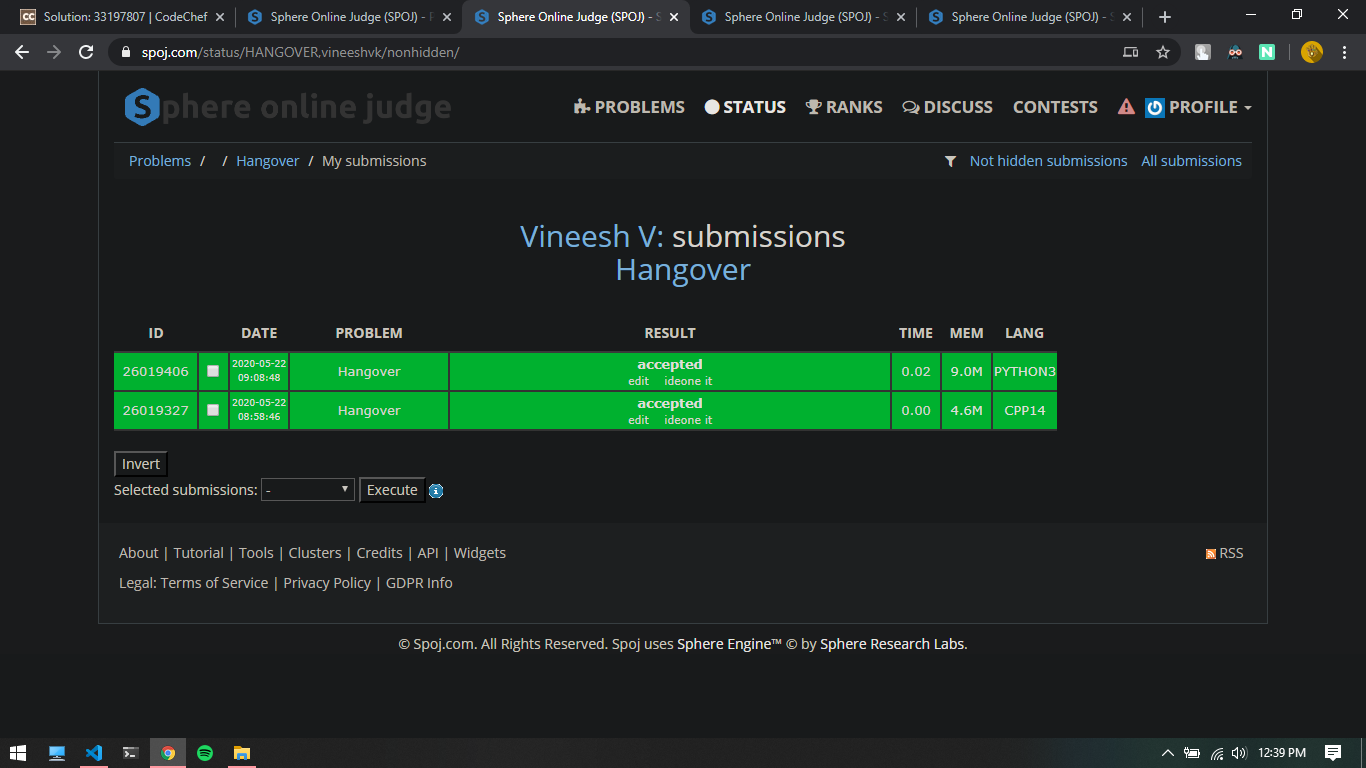 Solution: 33197807 | CodeChef
Sphere Online Judge (SPOJ) -
Sphere Online Judge (SPOJ) - S
Sphere Online Judge (SPOJ) - S
Sphere Online Judge (SPOJ) - S
spoj.com/status/HANGOVER,vineeshvk/nonhidden/
Sphere online judge
PROBLEMS STATUS RANKS DISCUSS CONTESTS PROFILE
Problems / / Hangover / My submissions
Not hidden submissions All submissions
Vineesh V: submissions
Hangover
ID DATE PROBLEM RESULT TIME MEM LANG
26019406 2020-05-22 09:08:48 Hangover accepted edit ideone it 0.02 9.0M PYTHON3
26019327 2020-05-22 08:58:46 Hangover accepted edit ideone it 0.00 4.6M CPP14
Invert
Selected submissions: - Execute
About | Tutorial | Tools | Clusters | Credits | API | Widgets
RSS
Legal: Terms of Service | Privacy Policy | GDPR Info
© Spoj.com. All Rights Reserved. Spoj uses Sphere Engine™ © by Sphere Research Labs.
12:39 PM